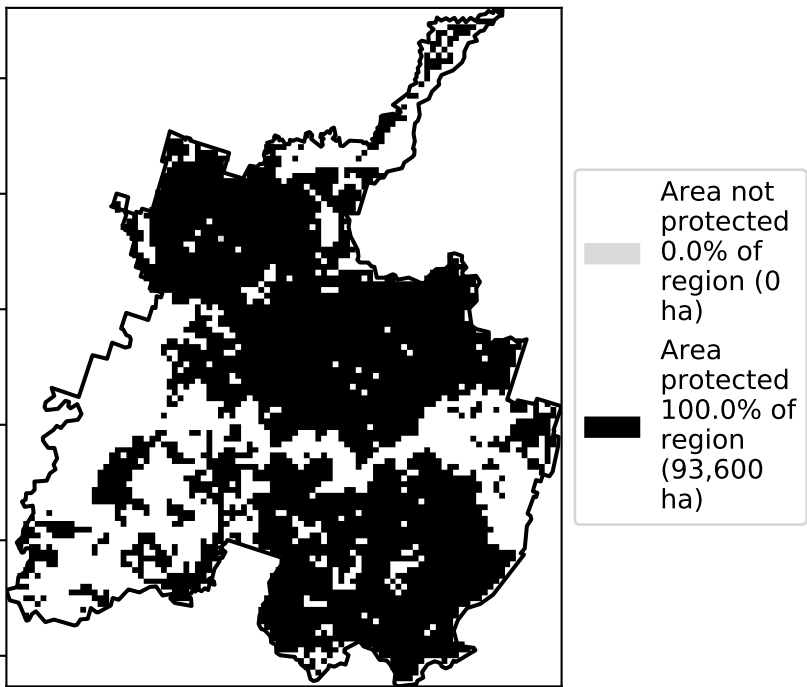 Area not
protected
0.0% of
region (0
ha)
Area
protected
100.0% of
region
(93,600
ha)